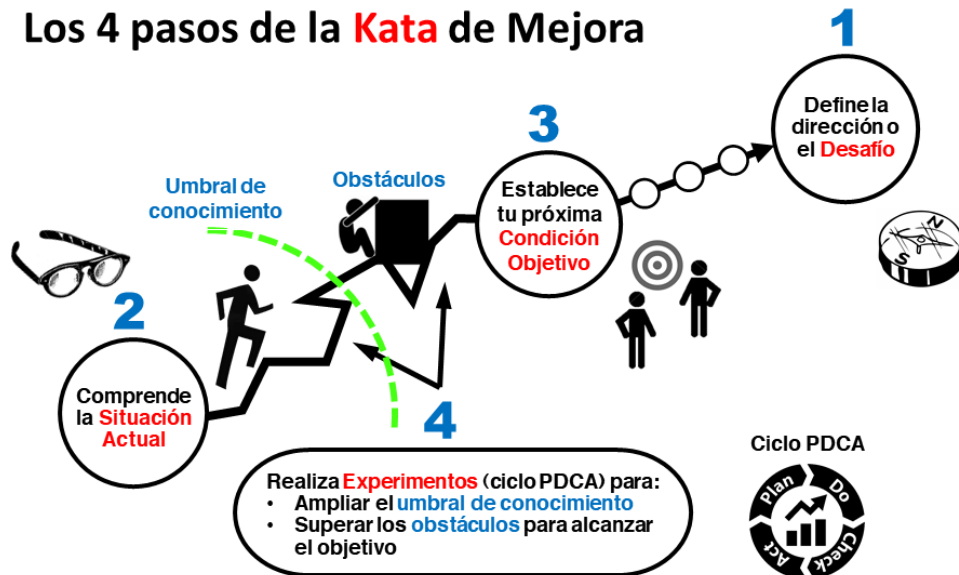 Los 4 pasos de la Kata de Mejora
1
Define la
dirección o
el Desafío
3
Establece
tu próxima
Condición
Objetivo
Obstáculos
Umbral de
conocimiento
N
S
2
Comprende
la Situación
Actual
4
Realiza Experimentos (ciclo PDCA) para:
• Ampliar el umbral de conocimiento
• Superar los obstáculos para alcanzar
el objetivo
Ciclo PDCA
Plan
Do
Check
Act